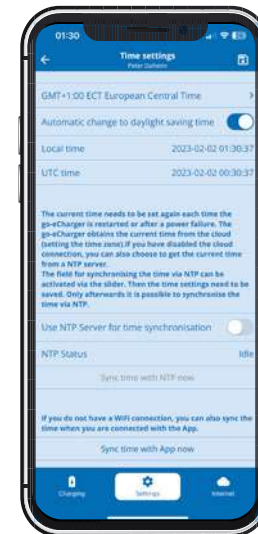 01:30
Time settings
Peter Duhem
GMT+1:00 ECT European Central Time
Automatic change to daylight saving time
Local time 2023-02-02 01:30:37
UTC time 2023-02-02 00:30:37
The current time needs to be set again each time the
go-eCharger is restarted or after a power failure. The
go-eCharger obtains the current time from the cloud
(setting the time zone).If you have disabled the cloud
connection, you can also choose to get the current time
from a NTP server.
The field for synchronising the time via NTP can be
activated via the slider. Then the time settings need to be
saved. Only afterwards it is possible to synchronise the
time via NTP.
Use NTP Server for time synchronisation
NTP Status Idle
Sync time with NTP now
If you do not have a WiFi connection, you can also sync the
time when you are connected with the App.
Sync time with App now
Charging Settings Internet